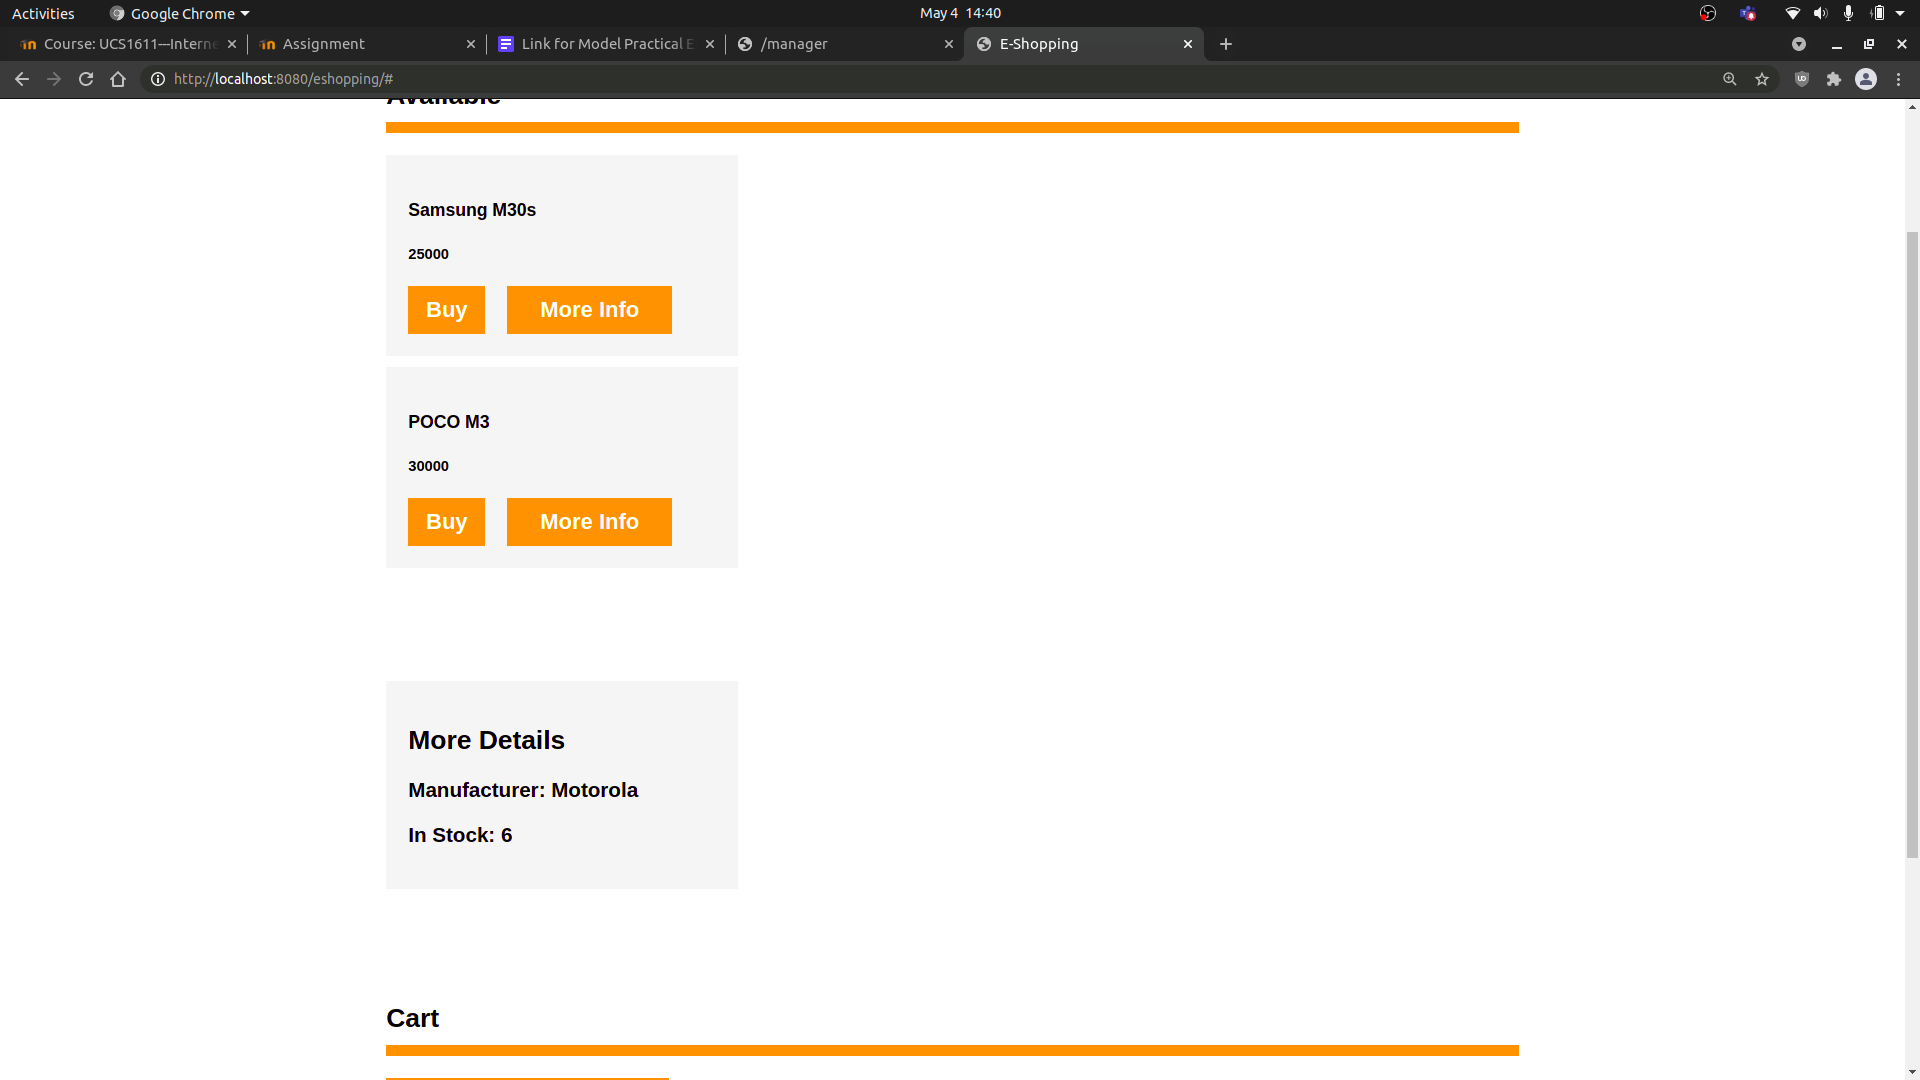 Activities
Google Chrome
May 4 14:40
Course: UCS1611—Interne
Assignment
Link for Model Practical E
/manager
E-Shopping
http://localhost:8080/eshopping/#
Available
Samsung M30s
25000
Buy
More Info
POCO M3
30000
Buy
More Info
More Details
Manufacturer: Motorola
In Stock: 6
Cart